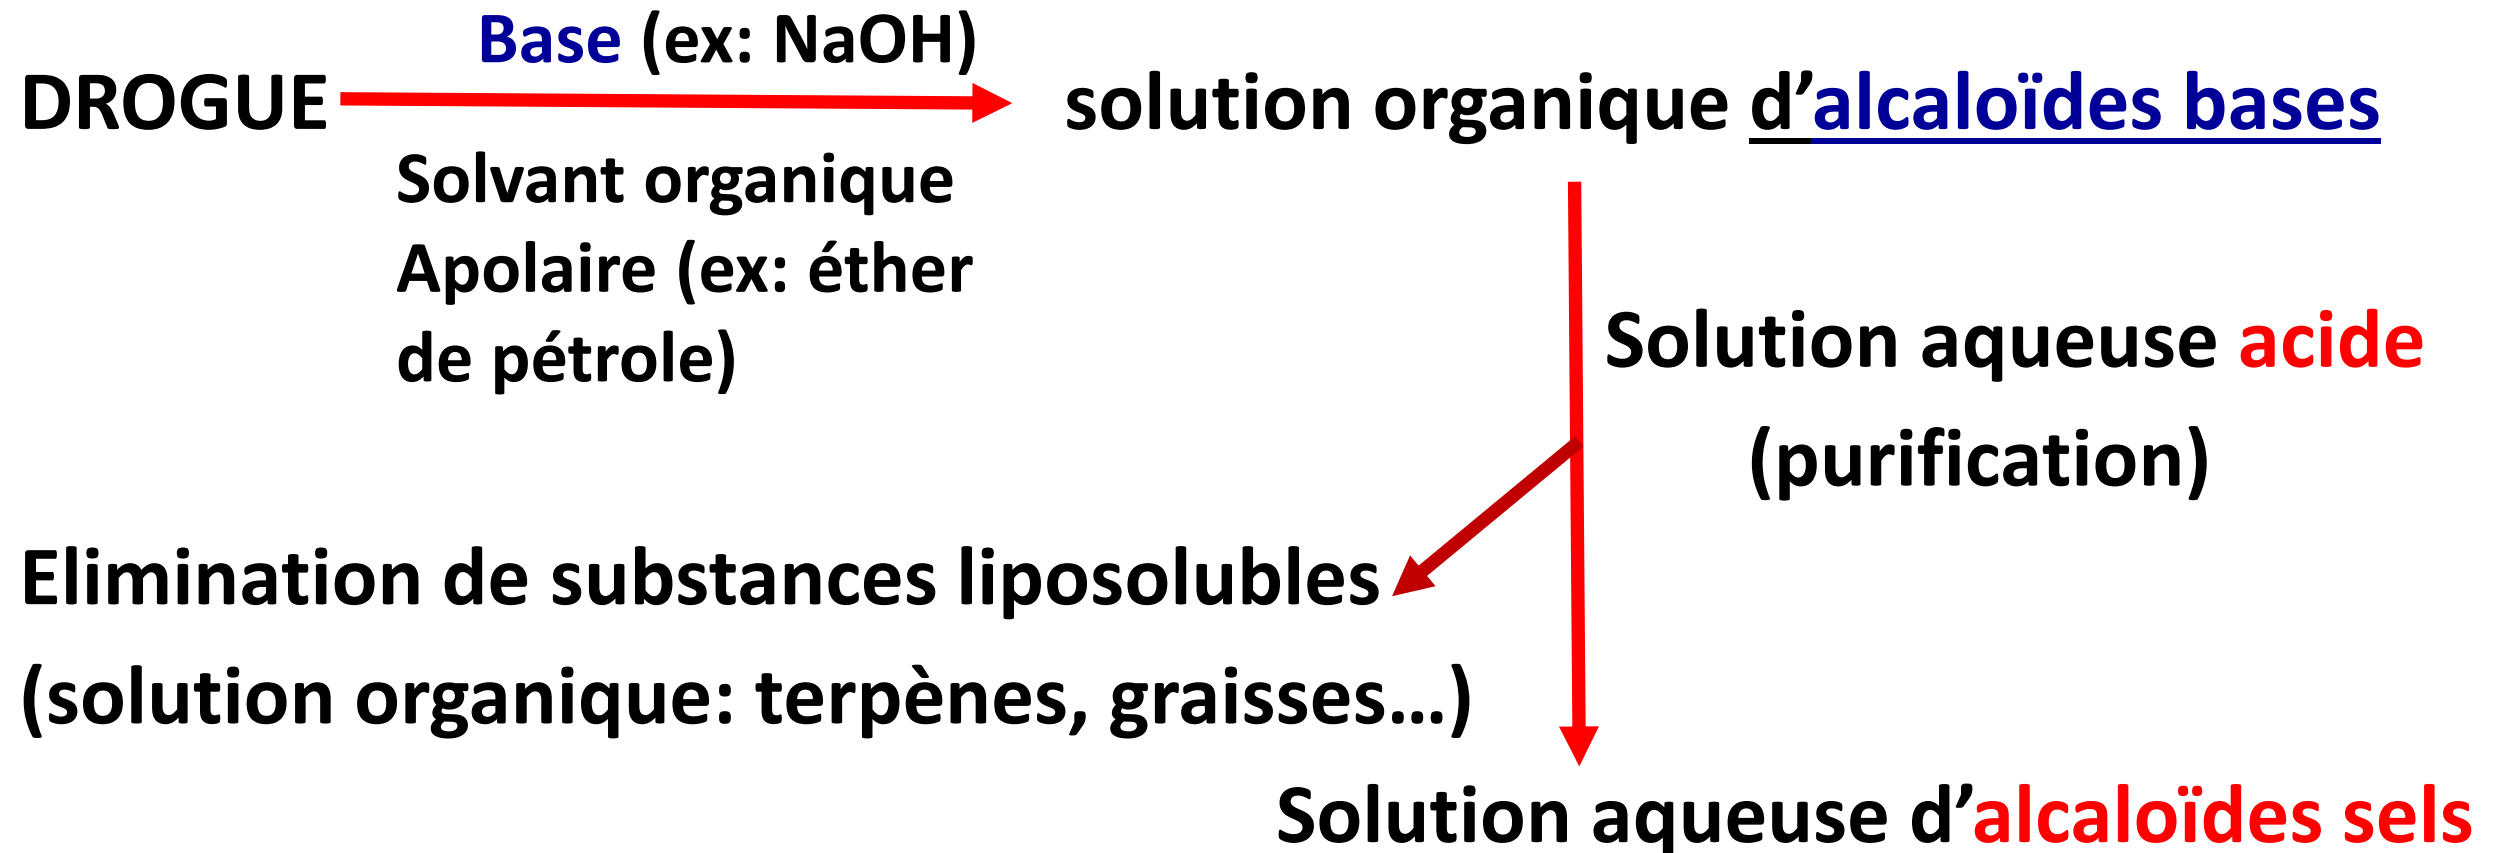 Base (ex: NaOH)
DROGUE
solution organique d'alcaloïdes bases
Solvant organique
Apolaire (ex: éther
de pétrole)
Solution aqueuse acide
(purification)
Elimination de substances liposolubles
(solution organique: terpènes, graisses...)
Solution aqueuse d’alcaloïdes sels